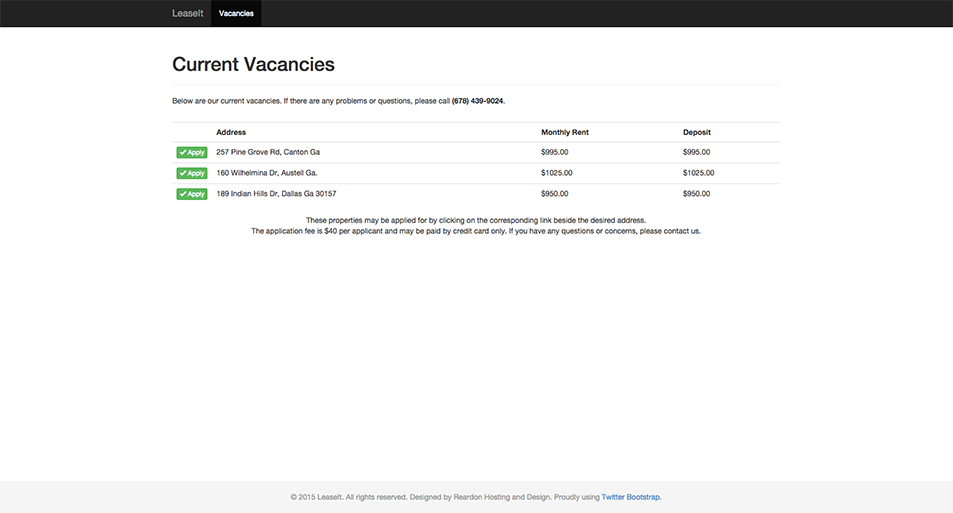 LeaseIt Vacancies
Current Vacancies
Below are our current vacancies. If there are any problems or questions, please call (678) 439-9024.
Address Monthly Rent Deposit
Apply 257 Pine Grove Rd, Canton Ga $995.00 $995.00
Apply 160 Wilhelmina Dr, Austell Ga. $1025.00 $1025.00
Apply 189 Indian Hills Dr, Dallas Ga 30157 $950.00 $950.00
These properties may be applied for by clicking on the corresponding link beside the desired address.
The application fee is $40 per applicant and may be paid by credit card only. If you have any questions or concerns, please contact us.
© 2015 LeaseIt. All rights reserved. Designed by Reardon Hosting and Design. Proudly using Twitter Bootstrap.